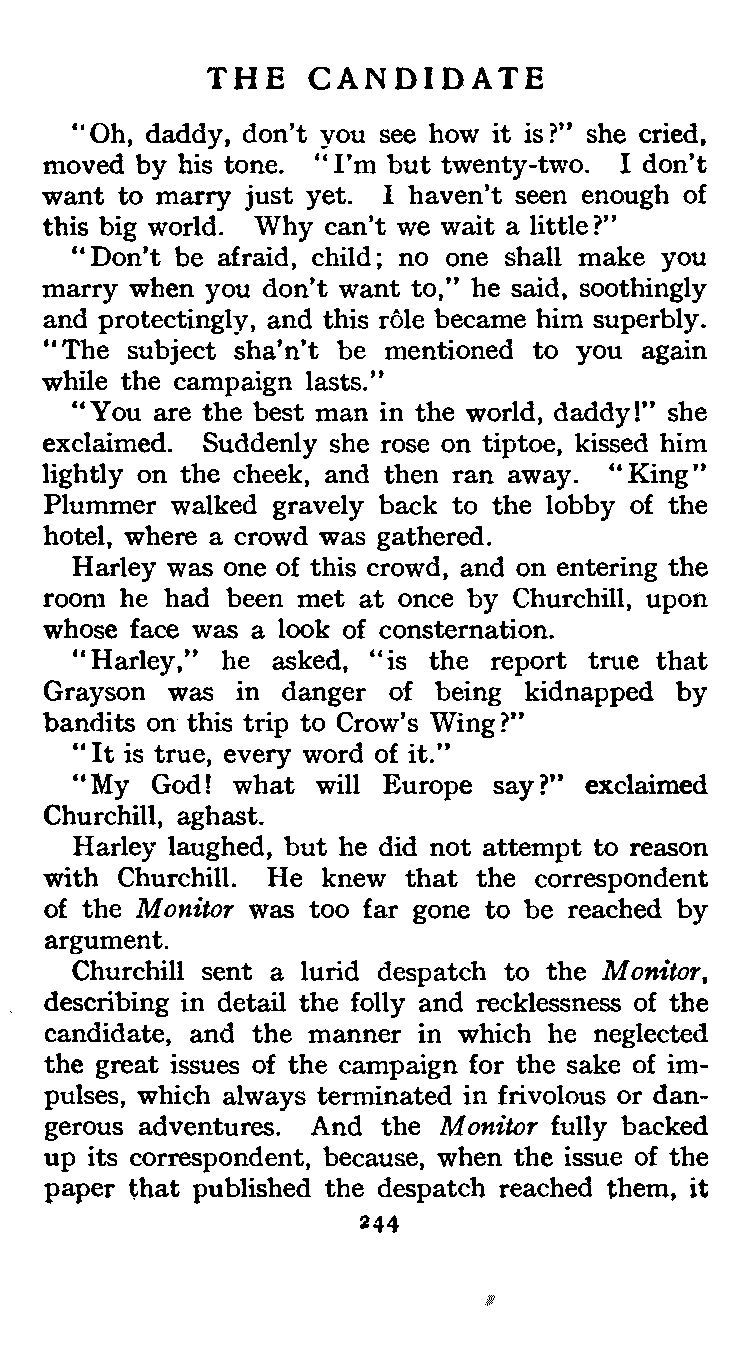 THE CANDIDATE
"Oh, daddy, don't you see how it is?" she cried,
moved by his tone. "I'm but twenty-two. I don't
want to marry just yet. I haven't seen enough of
this big world. Why can't we wait a little?"
"Don't be afraid, child; no one shall make you
marry when you don't want to," he said, soothingly
and protectingly, and this rôle became him superbly.
"The subject sha'n't be mentioned to you again
while the campaign lasts."
"You are the best man in the world, daddy!" she
exclaimed. Suddenly she rose on tiptoe, kissed him
lightly on the cheek, and then ran away. "King"
Plummer walked gravely back to the lobby of the
hotel, where a crowd was gathered.
Harley was one of this crowd, and on entering the
room he had been met at once by Churchill, upon
whose face was a look of consternation.
"Harley," he asked, "is the report true that
Grayson was in danger of being kidnapped by
bandits on this trip to Crow's Wing?"
"It is true, every word of it."
"My God! what will Europe say?" exclaimed
Churchill, aghast.
Harley laughed, but he did not attempt to reason
with Churchill. He knew that the correspondent
of the Monitor was too far gone to be reached by
argument.
Churchill sent a lurid despatch to the Monitor,
describing in detail the folly and recklessness of the
candidate, and the manner in which he neglected
the great issues of the campaign for the sake of im-
pulses, which always terminated in frivolous or dan-
gerous adventures. And the Monitor fully backed
up its correspondent, because, when the issue of the
paper that published the despatch reached them, it
244